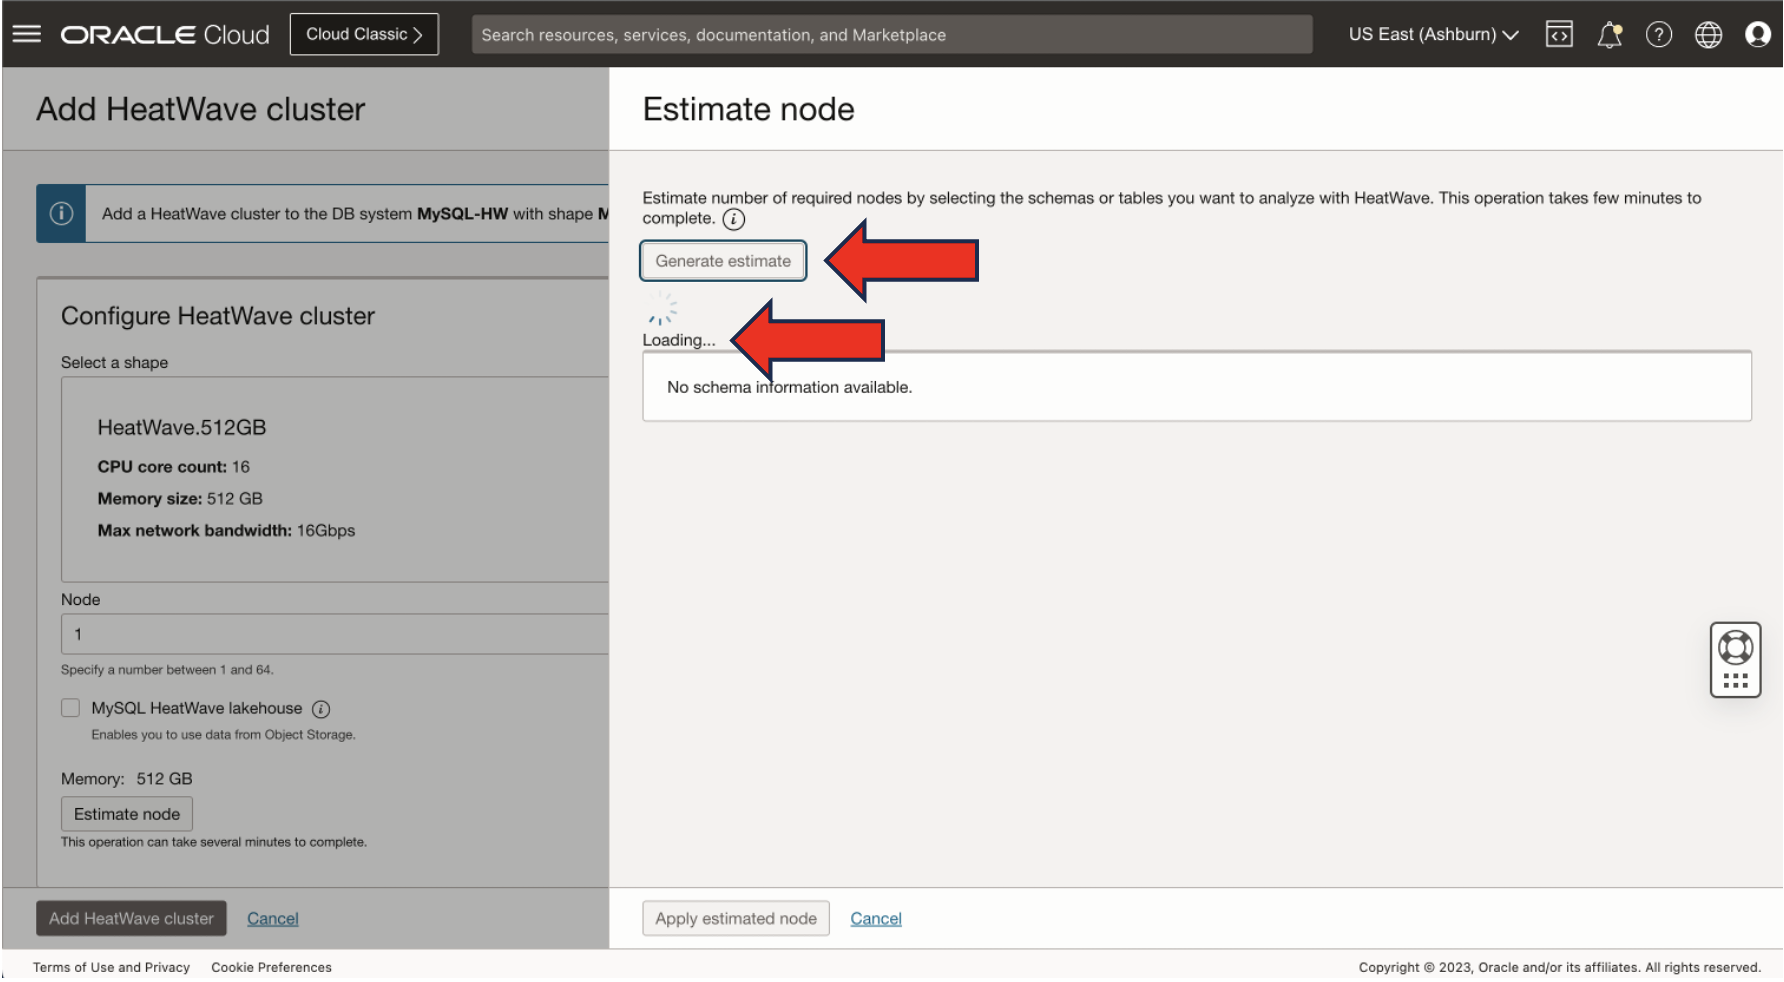 ORACLE Cloud
Cloud Classic
Search resources, services, documentation, and Marketplace
US East (Ashburn)
Add HeatWave cluster
Add a HeatWave cluster to the DB system MySQL-HW with shape M
Configure HeatWave cluster
Select a shape
HeatWave.512GB
CPU core count: 16
Memory size: 512 GB
Max network bandwidth: 16Gbps
Node
1
Specify a number between 1 and 64.
MySQL HeatWave lakehouse
Enables you to use data from Object Storage.
Memory: 512 GB
Estimate node
This operation can take several minutes to complete.
Add HeatWave cluster Cancel
Estimate node
Estimate number of required nodes by selecting the schemas or tables you want to analyze with HeatWave. This operation takes few minutes to
complete.
Generate estimate
Loading...
No schema information available.
Apply estimated node Cancel
Terms of Use and Privacy Cookie Preferences
Copyright © 2023, Oracle and/or its affiliates. All rights reserved.